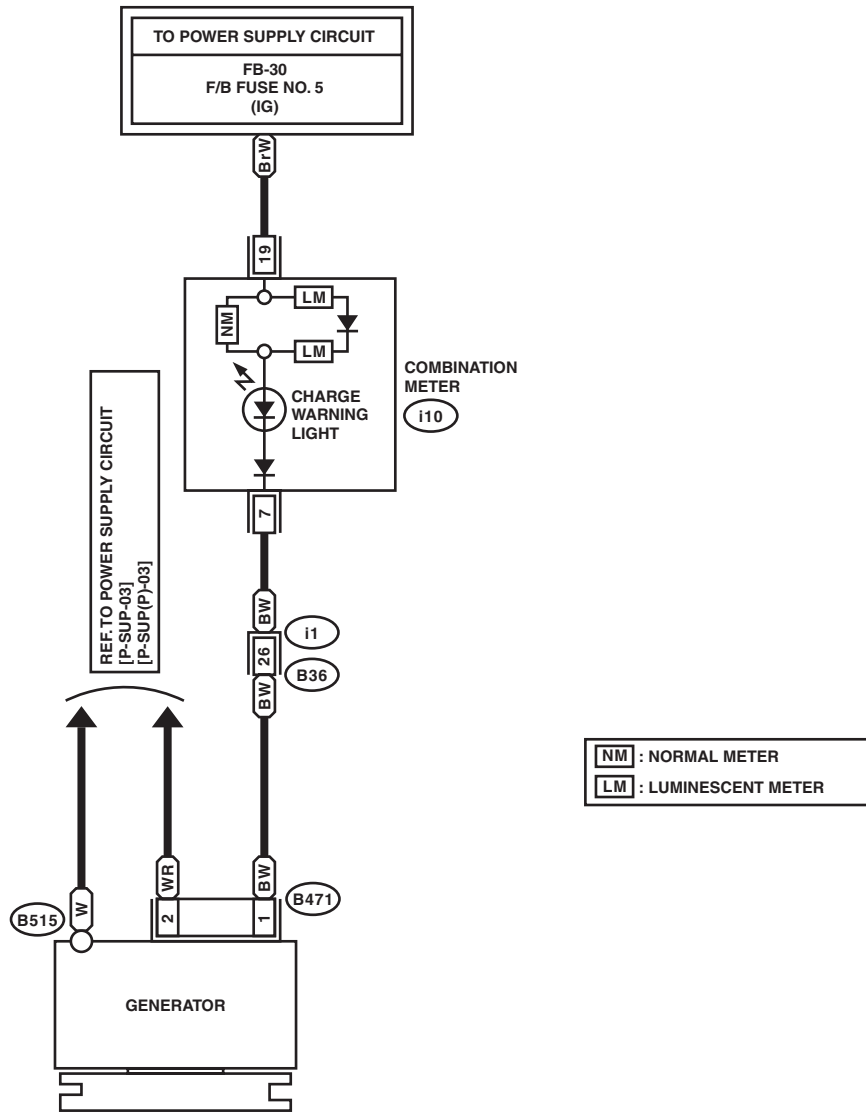 TO POWER SUPPLY CIRCUIT
FB-30
F/B FUSE NO. 5
(IG)
BrW
19
LM
NM
LM
COMBINATION
METER
i10
CHARGE
WARNING
LIGHT
REF. TO POWER SUPPLY CIRCUIT
[P-SUP-03]
[P-SUP(P)-03]
7
BW
i1
26
B36
BW
NM : NORMAL METER
LM : LUMINESCENT METER
WR
BW
B471
B515
W
2
1
GENERATOR